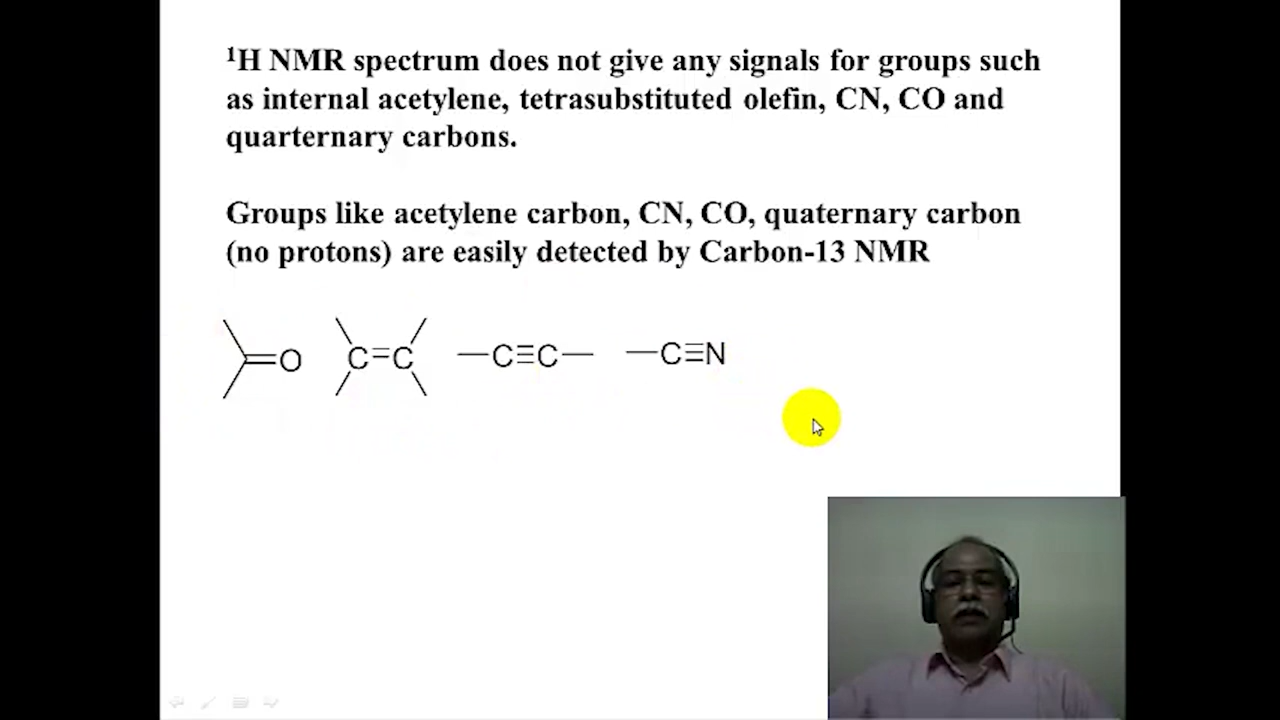 ¹H NMR spectrum does not give any signals for groups such
as internal acetylene, tetrasubstituted olefin, CN, CO and
quarternary carbons.
Groups like acetylene carbon, CN, CO, quaternary carbon
(no protons) are easily detected by Carbon-13 NMR
=O C=C —C≡C— —C≡N